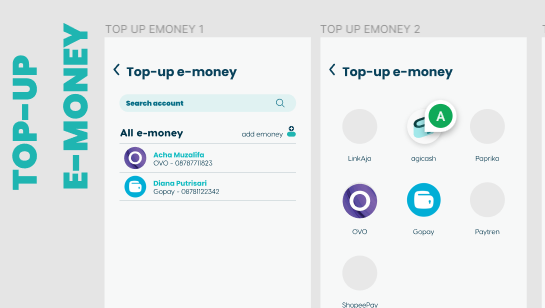 TOP-UP
E-MONEY
TOP UP EMONEY 1
Top-up e-money
Search account
All e-money
add emoney
Acha Muzalila
OVO - 08787711823
Diana Putrisari
Gopay - 08781122342
TOP UP EMONEY 2
Top-up e-money
A
LinkAja
agicash
Paprika
OVO
Gopay
Paytren
ShopeePay